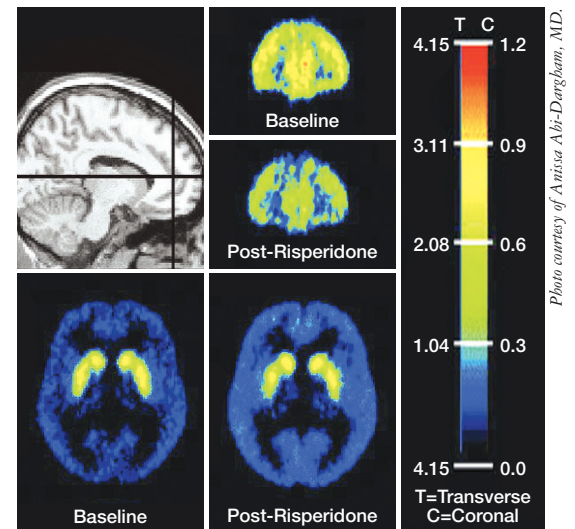 T C
4.15 1.2
3.11 0.9
2.08 0.6
1.04 0.3
4.15 0.0
T=Transverse
C=Coronal
Baseline
Post-Risperidone
Baseline
Post-Risperidone
Photo courtesy of Anissa Abi-Dargham, MD.